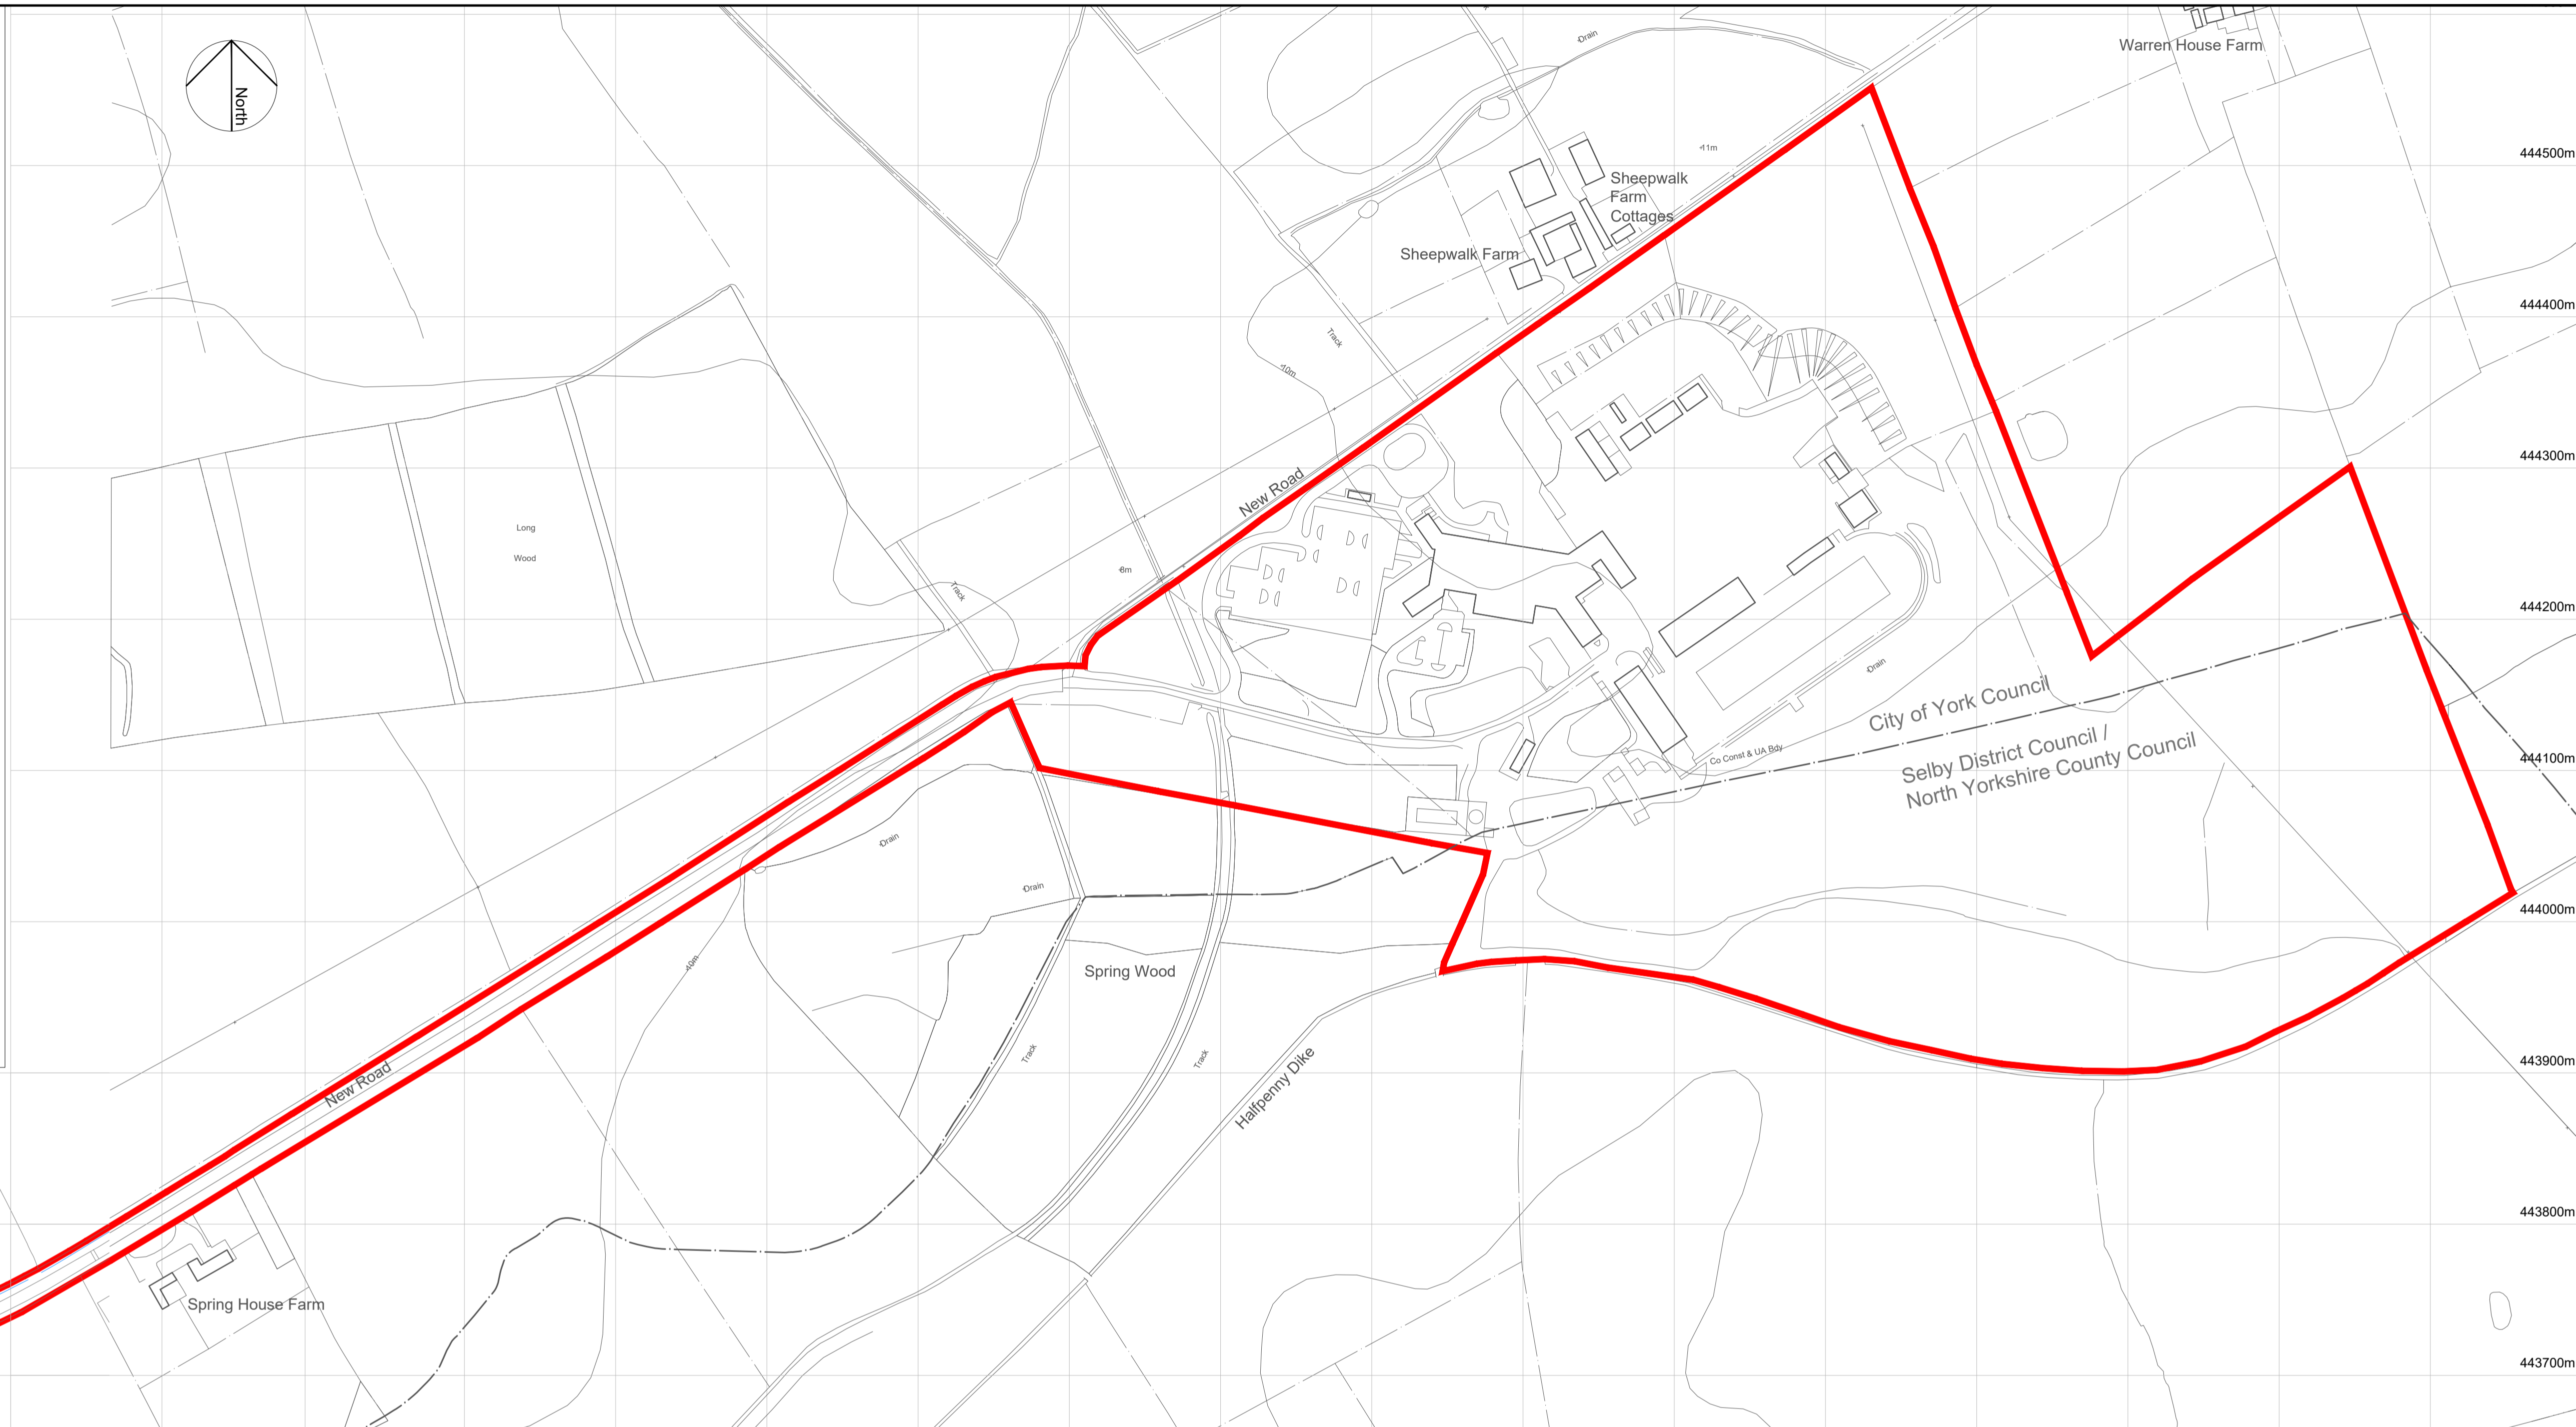 North
Drain
Warren House Farm
11m
444500m
Sheepwalk
Farm
Cottages
Sheepwalk Farm
444400m
Track
10m
444300m
New Road
Long
Wood
8m
Track
444200m
Drain
City of York Council
Selby District Council /
North Yorkshire County Council
Co Const & UA Bdy
444100m
Drain
Drain
444000m
10m
Spring Wood
Track
Track
Halfpenny Dike
New Road
443900m
443800m
Spring House Farm
443700m